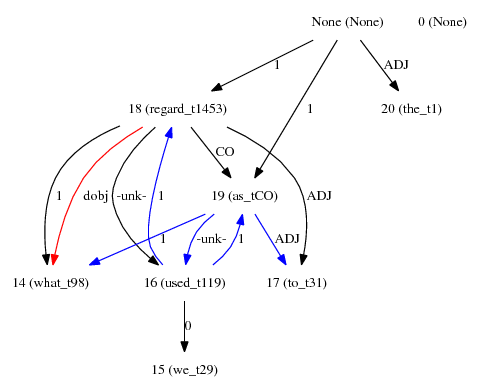 None (None) 0 (None)
1 1 ADJ
18 (regard_t1453) 20 (the_t1)
CO
1 dobj -unk- 1 19 (as_tCO) ADJ
1 -unk- 1 ADJ
14 (what_t98) 16 (used_t119) 17 (to_t31)
0
15 (we_t29)